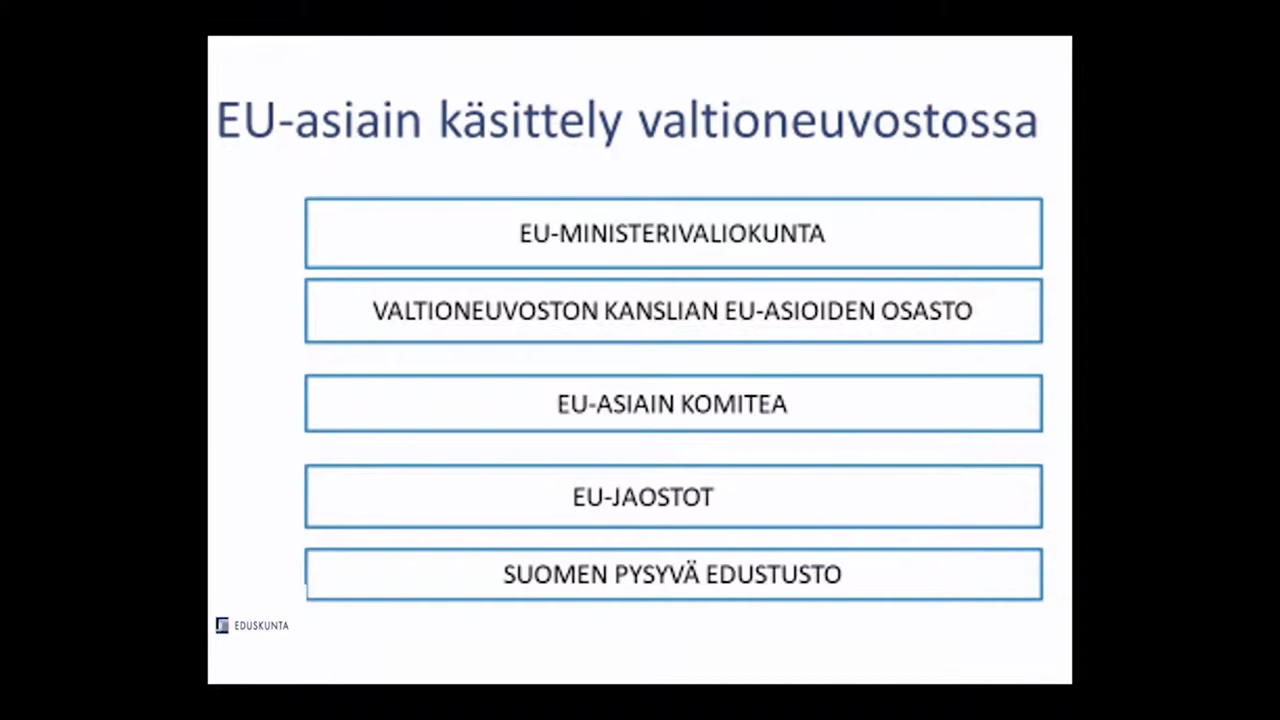 EU-asiain käsittely valtioneuvostossa
EU-MINISTERIVALIOKUNTA
VALTIONEUVOSTON KANSLIAN EU-ASIOIDEN OSASTO
EU-ASIAIN KOMITEA
EU-JAOSTOT
SUOMEN PYSYVÄ EDUSTUSTO
EDUSKUNTA